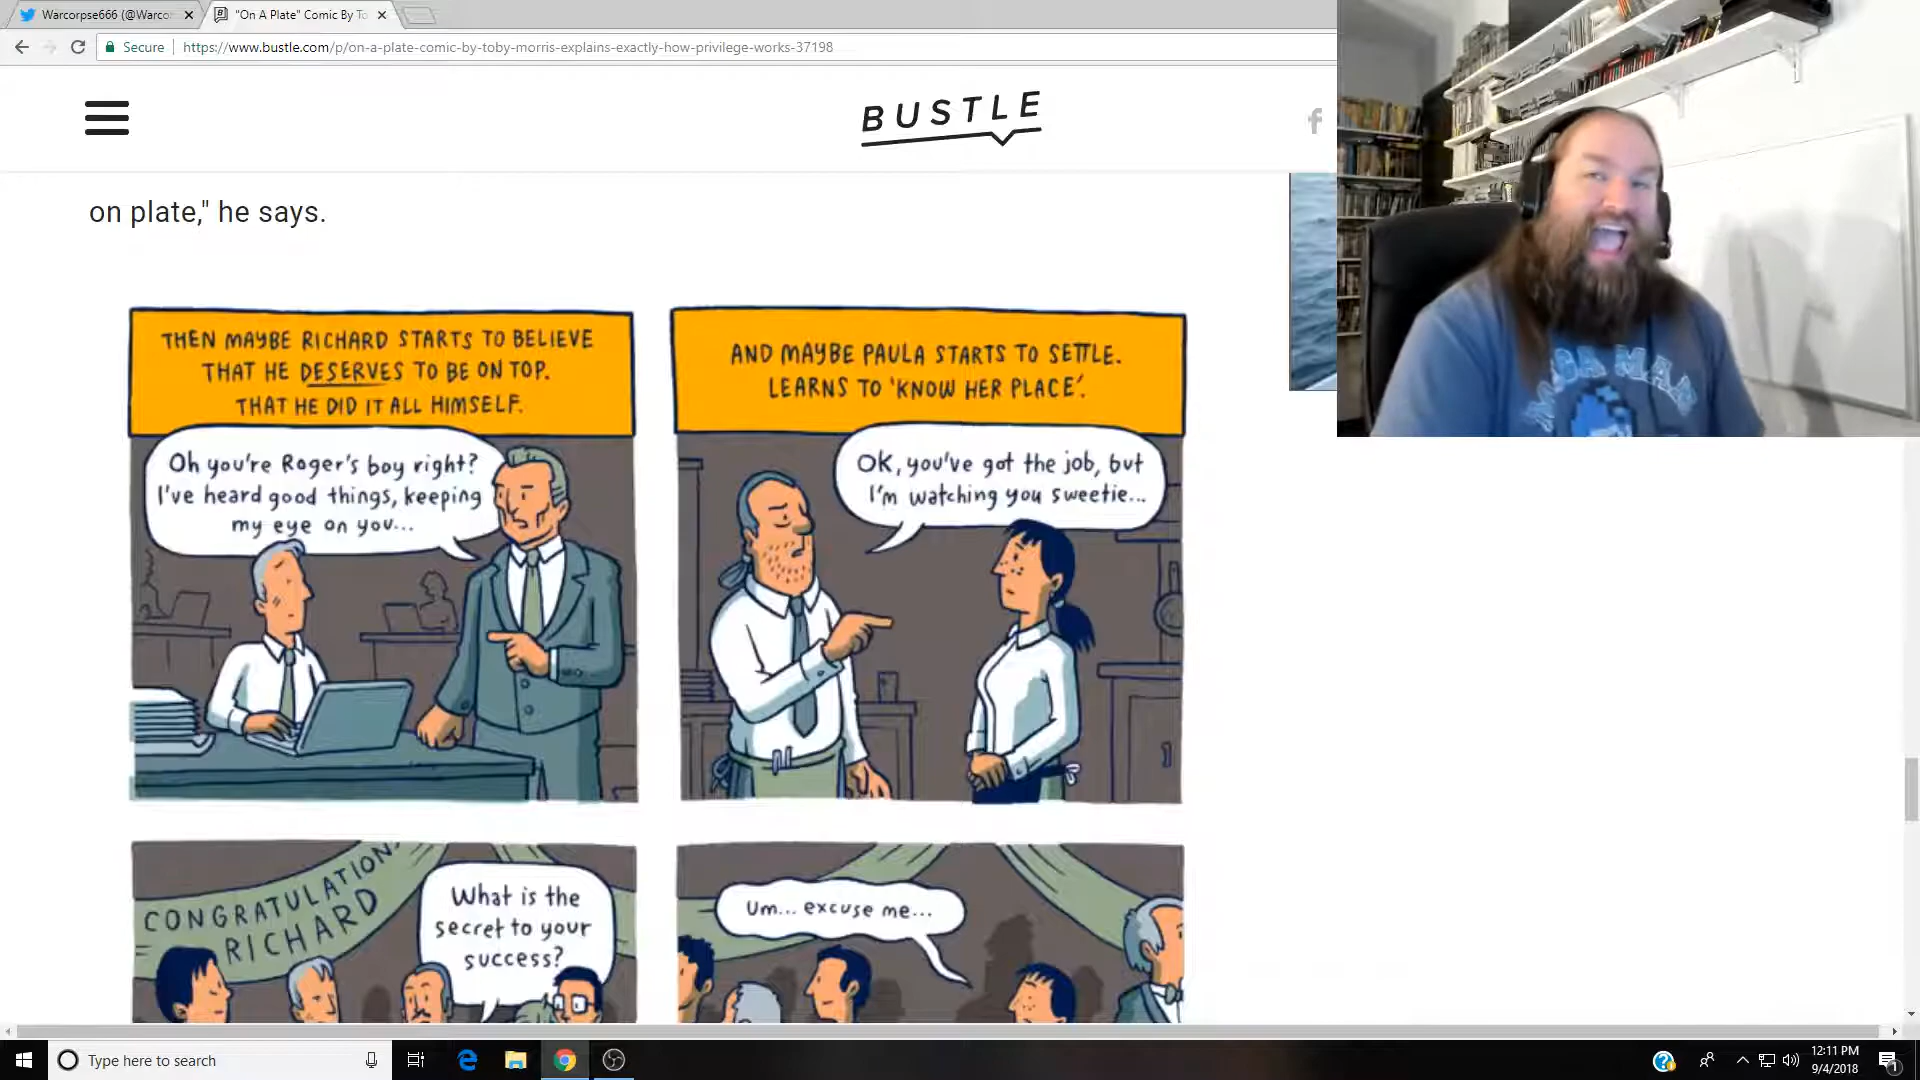 Warcorpse666 (@Warco
"On A Plate" Comic By To
Secure
https://www.bustle.com/p/on-a-plate-comic-by-toby-morris-explains-exactly-how-privilege-works-37198
BUSTLE
f
on plate," he says.
THEN MAYBE RICHARD STARTS TO BELIEVE
THAT HE DESERVES TO BE ON TOP.
THAT HE DID IT ALL HIMSELF.
Oh you're Roger's boy right?
I've heard good things, keeping
my eye on you...
AND MAYBE PAULA STARTS TO SETTLE.
LEARNS TO 'KNOW HER PLACE'.
OK, you've got the job, but
I'm watching you sweetie...
CONGRATULATION
RICHARD
What is the
secret to your
success?
Um... excuse me...
MEGA MAN
Type here to search
12:11 PM
9/4/2018
1